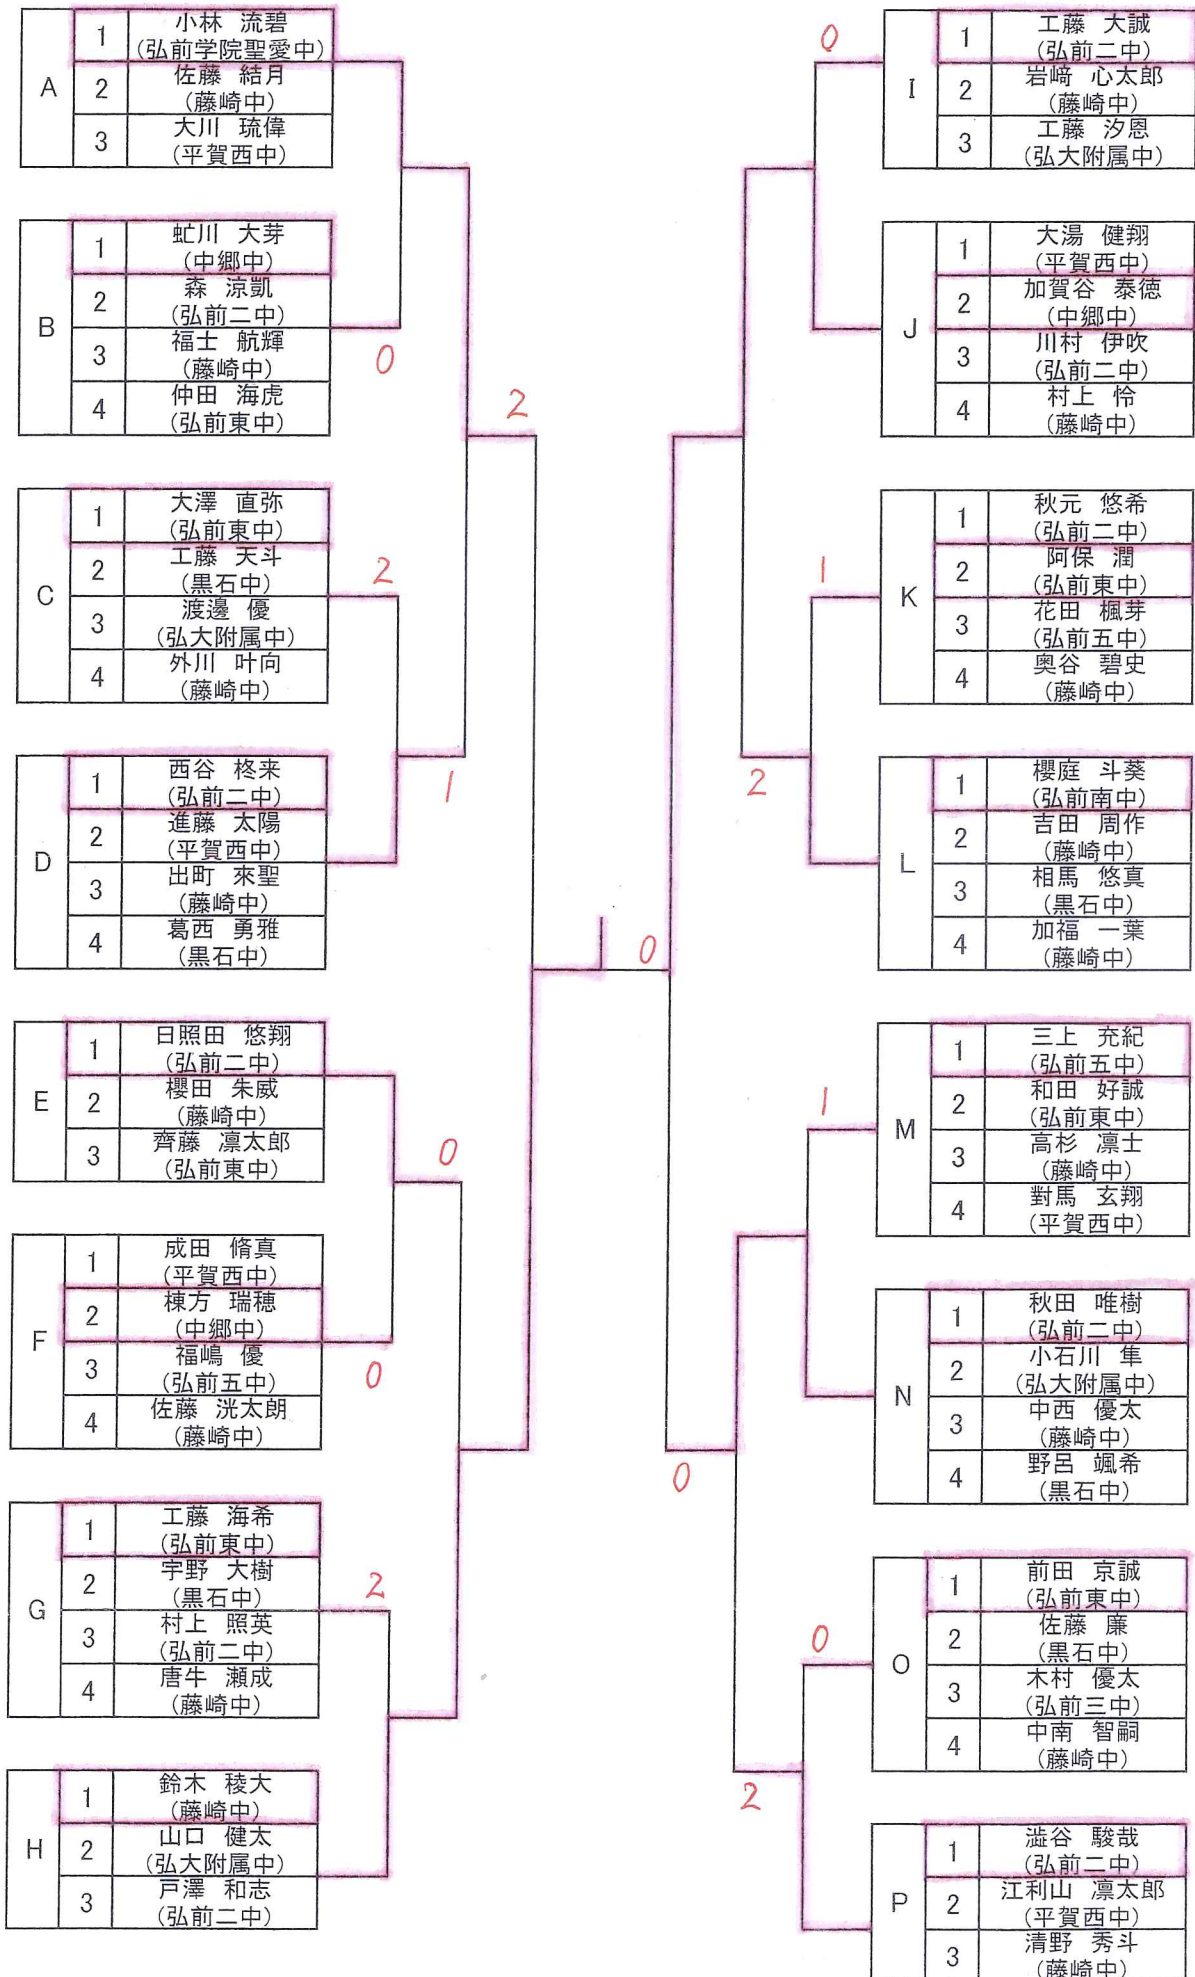 A
1 小林 流碧
(弘前学院聖愛中)
2 佐藤 結月
(藤崎中)
3 大川 琉偉
(平賀西中)
B
1 虻川 大芽
(中郷中)
2 森 涼凱
(弘前二中)
3 福士 航輝
(藤崎中)
4 仲田 海虎
(弘前東中)
0
2
C
1 大澤 直弥
(弘前東中)
2 工藤 天斗
(黒石中)
3 渡邊 優
(弘大附属中)
4 外川 叶向
(藤崎中)
2
D
1 西谷 柊来
(弘前二中)
2 進藤 太陽
(平賀西中)
3 出町 來聖
(藤崎中)
4 葛西 勇雅
(黒石中)
1
E
1 日照田 悠翔
(弘前二中)
2 櫻田 朱威
(藤崎中)
3 齊藤 凛太郎
(弘前東中)
0
F
1 成田 脩真
(平賀西中)
2 棟方 瑞穂
(中郷中)
3 福嶋 優
(弘前五中)
4 佐藤 洸太朗
(藤崎中)
0
G
1 工藤 海希
(弘前東中)
2 宇野 大樹
(黒石中)
3 村上 照英
(弘前二中)
4 唐牛 瀬成
(藤崎中)
2
H
1 鈴木 稜大
(藤崎中)
2 山口 健太
(弘大附属中)
3 戸澤 和志
(弘前二中)
0
0
I
1 工藤 大誠
(弘前二中)
2 岩﨑 心太郎
(藤崎中)
3 工藤 汐恩
(弘大附属中)
J
1 大湯 健翔
(平賀西中)
2 加賀谷 泰徳
(中郷中)
3 川村 伊吹
(弘前二中)
4 村上 怜
(藤崎中)
1
K
1 秋元 悠希
(弘前二中)
2 阿保 潤
(弘前東中)
3 花田 楓芽
(弘前五中)
4 奥谷 碧史
(藤崎中)
2
L
1 櫻庭 斗葵
(弘前南中)
2 吉田 周作
(藤崎中)
3 相馬 悠真
(黒石中)
4 加福 一葉
(藤崎中)
1
M
1 三上 充紀
(弘前五中)
2 和田 好誠
(弘前東中)
3 高杉 凛士
(藤崎中)
4 對馬 玄翔
(平賀西中)
N
1 秋田 唯樹
(弘前二中)
2 小石川 隼
(弘大附属中)
3 中西 優太
(藤崎中)
4 野呂 颯希
(黒石中)
0
0
O
1 前田 京誠
(弘前東中)
2 佐藤 廉
(黒石中)
3 木村 優太
(弘前三中)
4 中南 智嗣
(藤崎中)
2
P
1 澁谷 駿哉
(弘前二中)
2 江利山 凛太郎
(平賀西中)
3 清野 秀斗
(藤崎中)